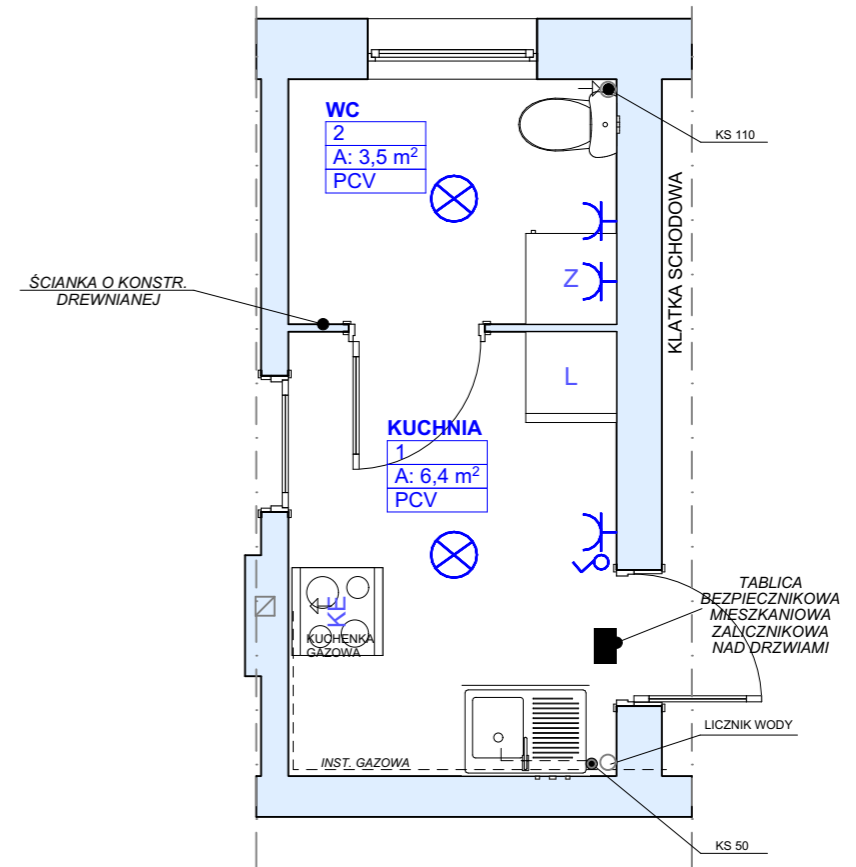 WC
2
A: 3,5 m²
PCV
KS 110
KLATKA SCHODOWA
ŚCIANKA O KONSTR.
DREWNIANEJ
Z
L
KUCHNIA
1
A: 6,4 m²
PCV
TABLICA
BEZPIECZNIKOWA
MIESZKANIOWA
ZALICZNIKOWA
NAD DRZWIAMI
KE
KUCHENKA
GAZOWA
LICZNIK WODY
INST. GAZOWA
KS 50